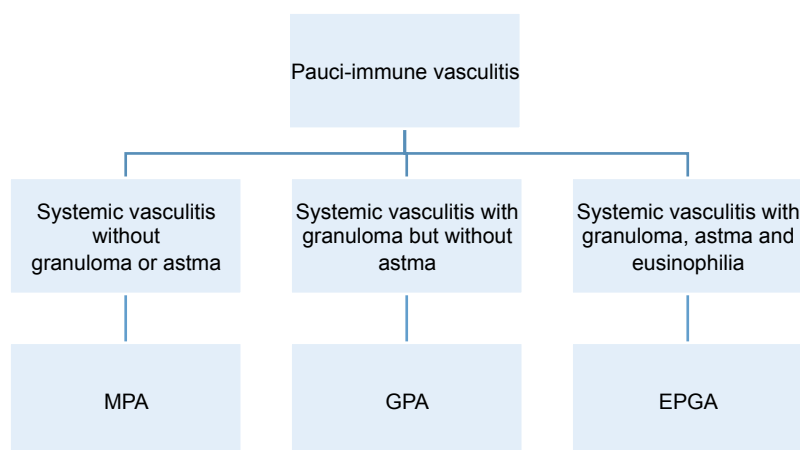 Pauci-immune vasculitis
Systemic vasculitis
without
granuloma or astma
Systemic vasculitis with
granuloma but without
astma
Systemic vasculitis with
granuloma, astma and
eusinophilia
MPA
GPA
EPGA